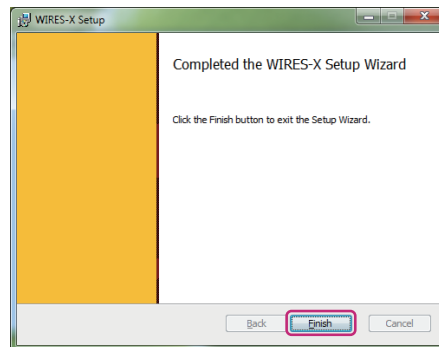 WIRES-X Setup
Completed the WIRES-X Setup Wizard
Click the Finish button to exit the Setup Wizard.
Back Finish Cancel